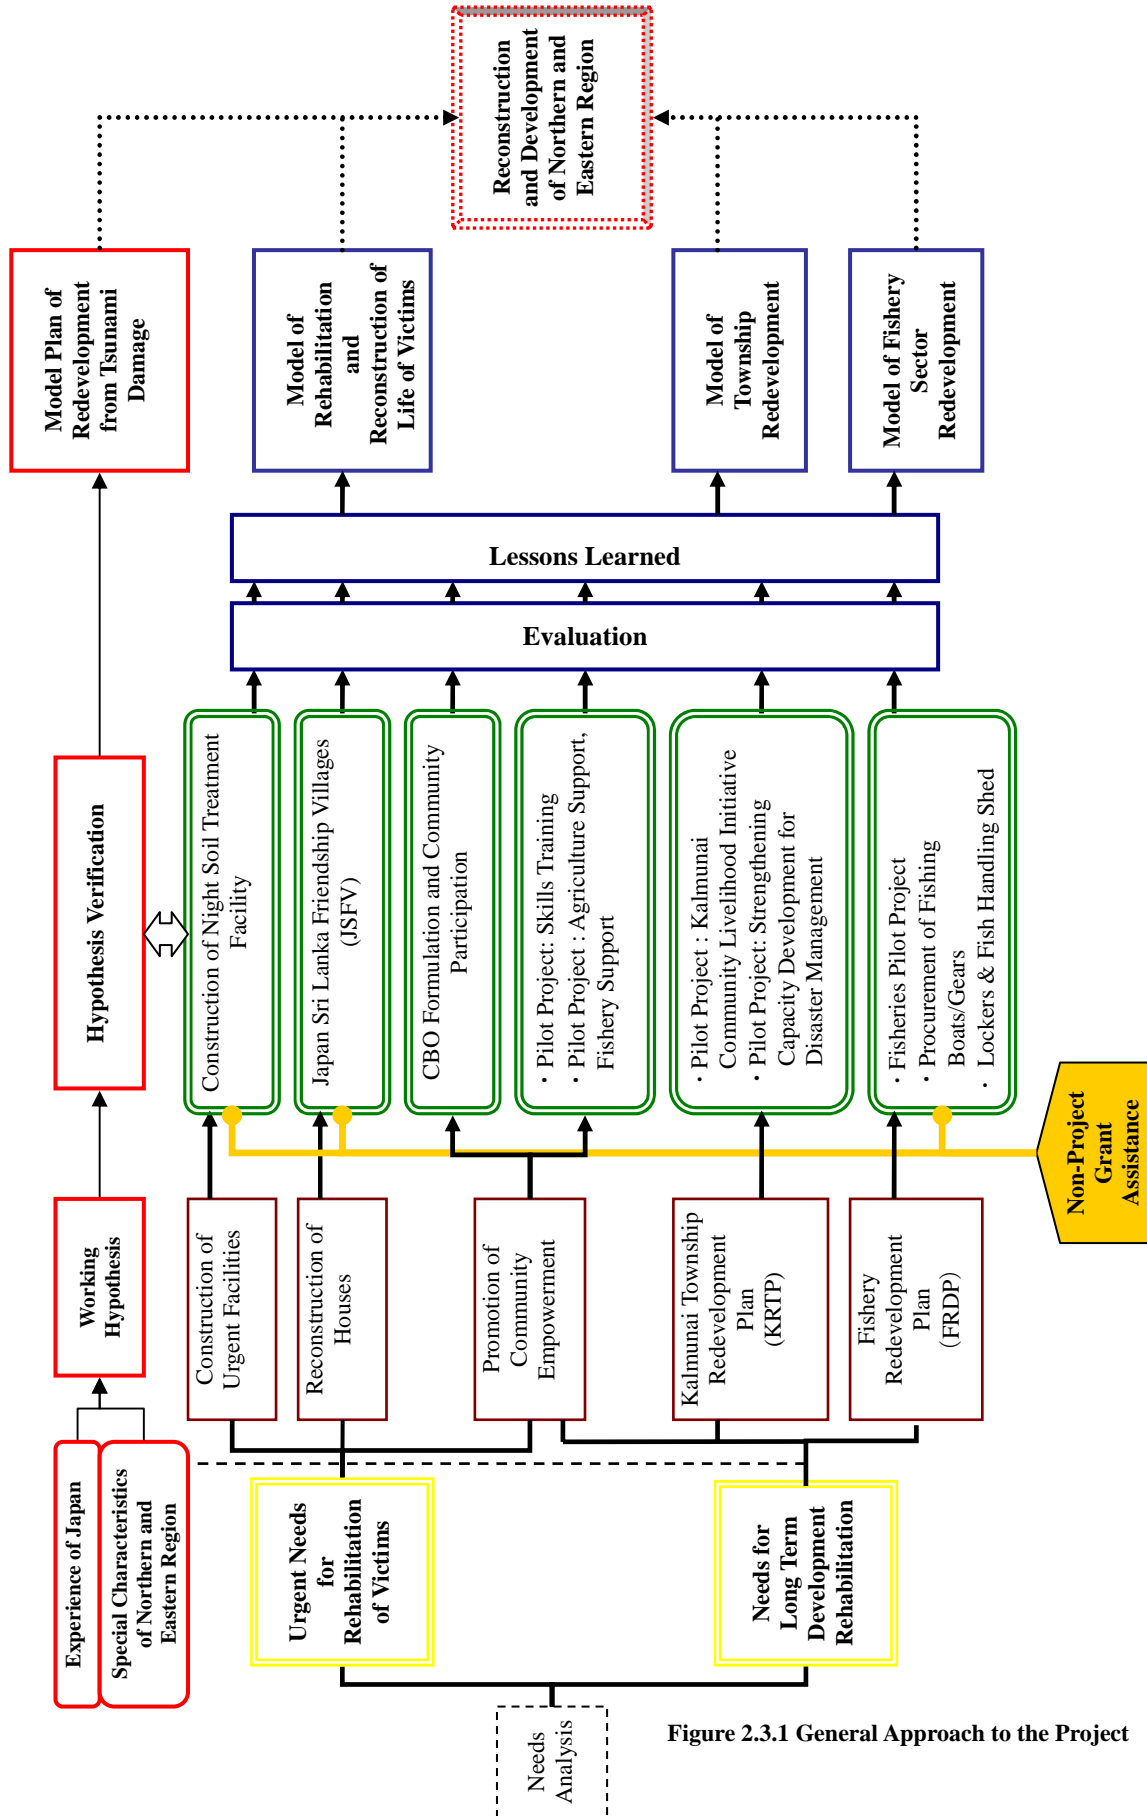 Experience of Japan
Special Characteristics
of Northern and
Eastern Region
Working
Hypothesis
Hypothesis Verification
Model Plan of
Redevelopment
from Tsunami
Damage
Needs
Analysis
Urgent Needs
for
Rehabilitation
of Victims
Needs for
Long Term
Development
Rehabilitation
Construction of
Urgent Facilities
Reconstruction of
Houses
Promotion of
Community
Empowerment
Kalmunai Township
Redevelopment
Plan
(KRTP)
Fishery
Redevelopment
Plan
(FRDP)
Construction of Night Soil Treatment
Facility
Japan Sri Lanka Friendship Villages
(JSFV)
CBO Formulation and Community
Participation
・Pilot Project: Skills Training
・Pilot Project : Agriculture Support,
Fishery Support
・Pilot Project : Kalmunai
Community Livelihood Initiative
・Pilot Project: Strengthening
Capacity Development for
Disaster Management
・Fisheries Pilot Project
・Procurement of Fishing
Boats/Gears
・Lockers & Fish Handling Shed
Non-Project
Grant
Assistance
Evaluation
Lessons Learned
Model of
Rehabilitation
and
Reconstruction of
Life of Victims
Model of
Township
Redevelopment
Model of Fishery
Sector
Redevelopment
Reconstruction
and Development
of Northern and
Eastern Region
Figure 2.3.1 General Approach to the Project